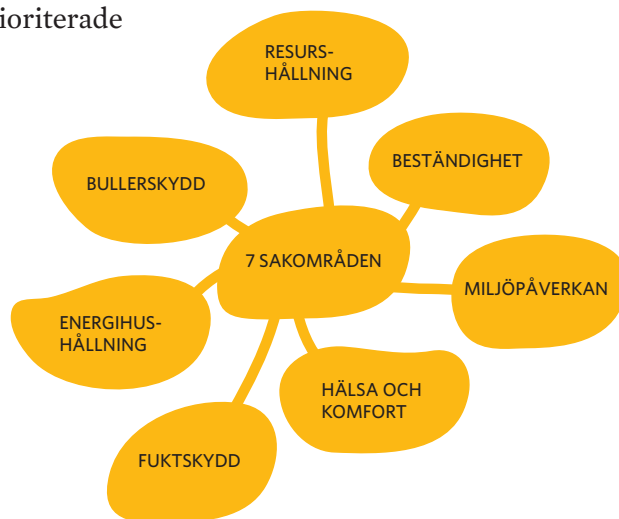 ioriterade
RESURS-
HÅLLNING
BESTÄNDIGHET
BULLERSKYDD
7 SAKOMRÅDEN
MILJÖPÅVERKAN
ENERGIHUS-
HÅLLNING
HÄLSA OCH
KOMFORT
FUKTSKYDD